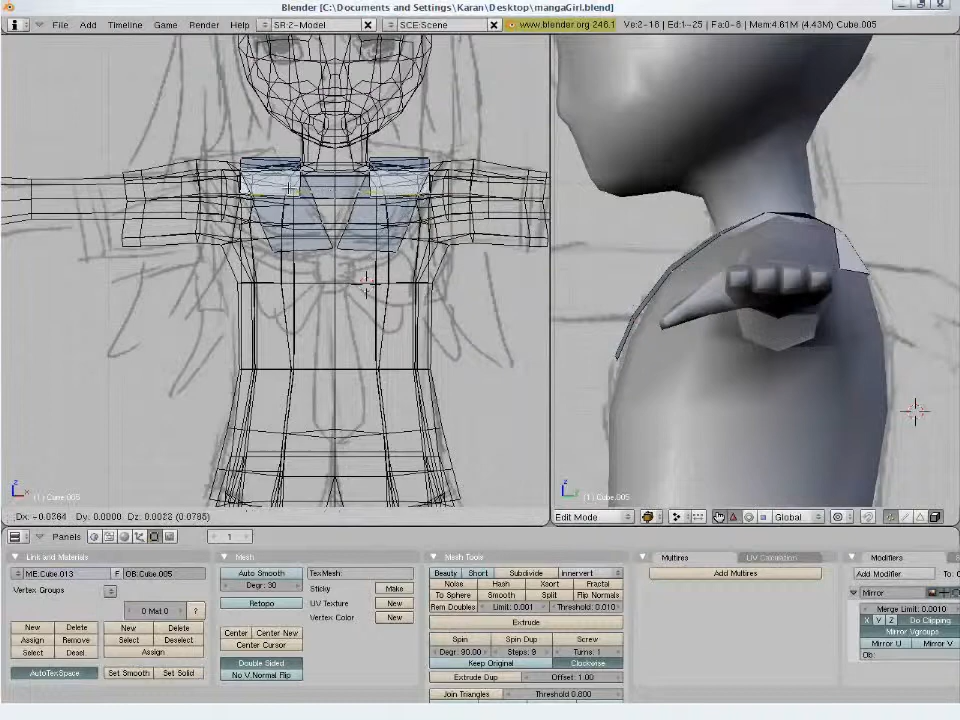 Blender [C:\Documents and Settings\Karan\Desktop\mangaGirl.blend]
File Add Timeline Game Render Help SR:2-Model SCE:Scene www.blender.org 246.1 Ve:2-16 | Ed:1-25 | Fa:0-8 | Mem:4.61M (4.43M) Cube.005
z x (1) Cube.005
z y (1) Cube.005
Dx: -0.0364 Dy: 0.0000 Dz: 0.0032 (0.0785)
Edit Mode Global
Panels 1
Link and Materials Mesh Mesh Tools Multires UV Calculation Modifiers
ME:Cube.013 F OB:Cube.005
Vertex Groups
0 Mat 0 ?
New Delete New Delete
Assign Remove Select Deselect
Select Desel. Assign
AutoTexSpace Set Smooth Set Solid
Auto Smooth
Degr: 30
Retopo
Center Center New
Center Cursor
Double Sided
No V.Normal Flip
TexMesh:
Sticky Make
UV Texture New
Vertex Color New
Beauty Short Subdivide Innervert
Noise Hash Xsort Fractal
To Sphere Smooth Split Flip Normals
Rem Doubles Limit: 0.001 Threshold: 0.010
Extrude
Spin Spin Dup Screw
Degr: 90.00 Steps: 9 Turns: 1
Keep Original Clockwise
Extrude Dup Offset: 1.00
Join Triangles Threshold 0.800
Add Multires
Add Modifier To:
Mirror
Merge Limit: 0.0010
X Y Z Do Clipping
Mirror Vgroups
Mirror U Mirror V
Ob: